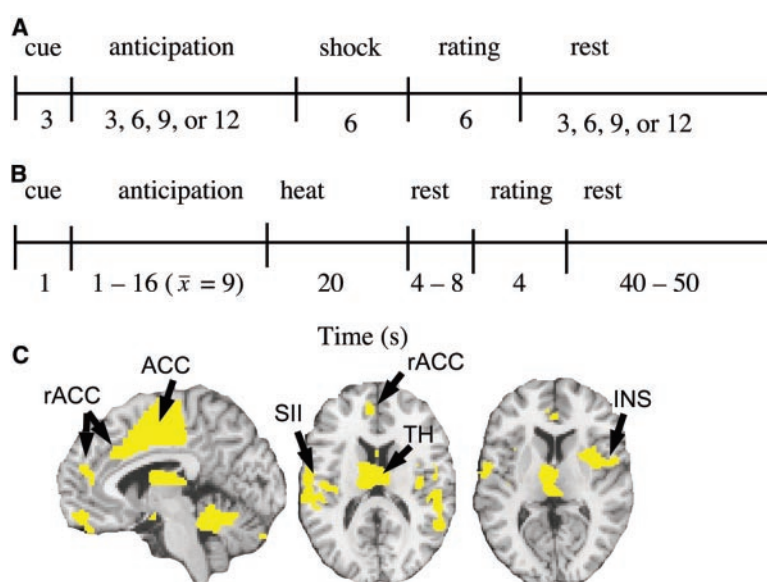 A
cue anticipation shock rating rest
3 3, 6, 9, or 12 6 6 3, 6, 9, or 12
B
cue anticipation heat rest rating rest
1 1 – 16 (x̄ = 9) 20 4 – 8 4 40 – 50
Time (s)
C
ACC rACC
rACC
SII INS
TH